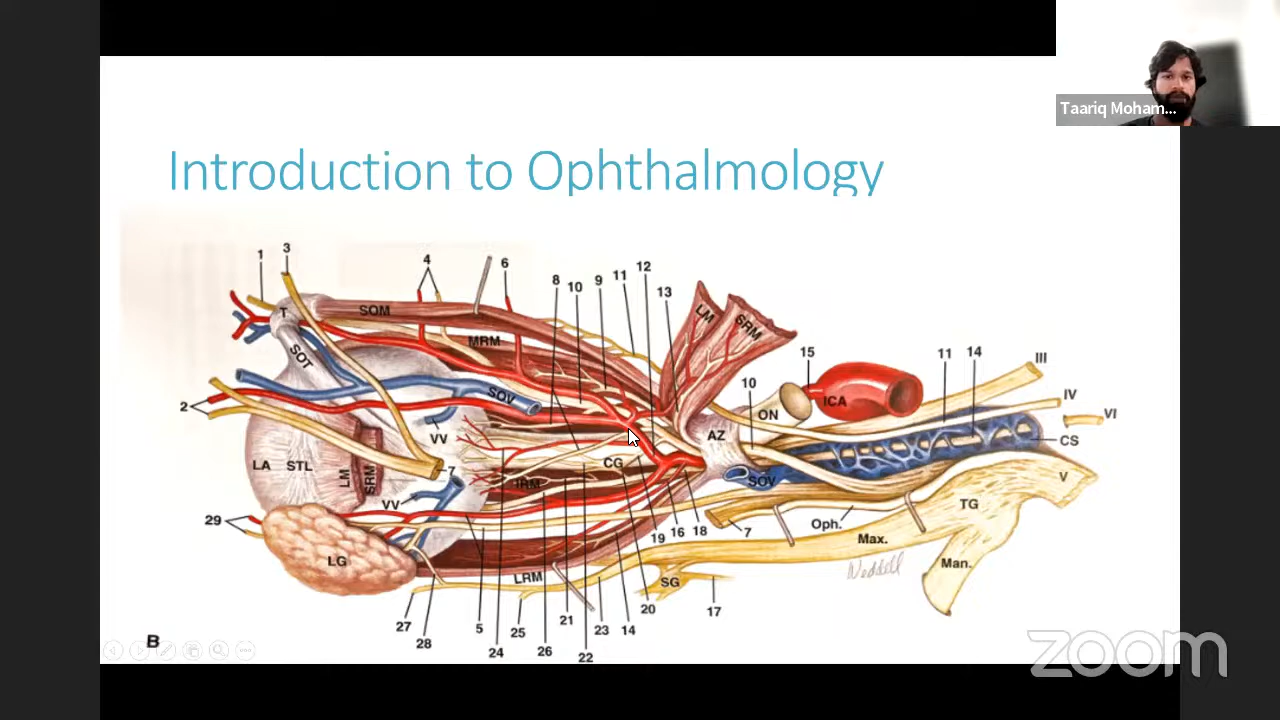 Taariq Moham...
Introduction to Ophthalmology
1 3 4 6 8 10 9 11 12 13
T SOM LM SRM
MRM 15 11 14 III
SOT 10 IV
SOV ICA VI
2 ON
VV AZ CS
LA STL LM SRM 7 CG
IRM SOV V
VV TG
29 19 16 18 7 Oph.
Max.
LG Man.
LRM SG Weddell
27 5 25 21 23 14 20 17
28 24 26 22
B
zoom